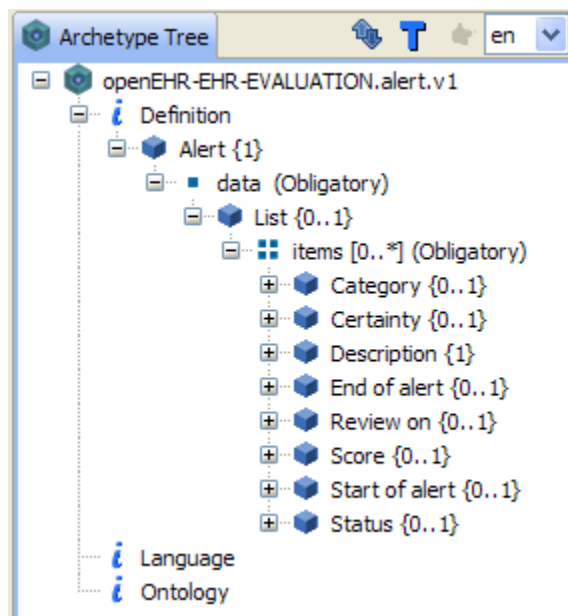 Archetype Tree
en
openEHR-EHR-EVALUATION.alert.v1
Definition
Alert {1}
data (Obligatory)
List {0..1}
items [0..*] (Obligatory)
Category {0..1}
Certainty {0..1}
Description {1}
End of alert {0..1}
Review on {0..1}
Score {0..1}
Start of alert {0..1}
Status {0..1}
Language
Ontology